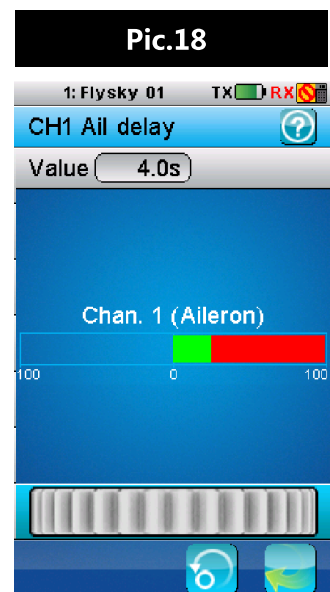 Pic.18
1: Flysky 01 TX RX
CH1 Ail delay ?
Value 4.0s
Chan. 1 (Aileron)
100 0 100